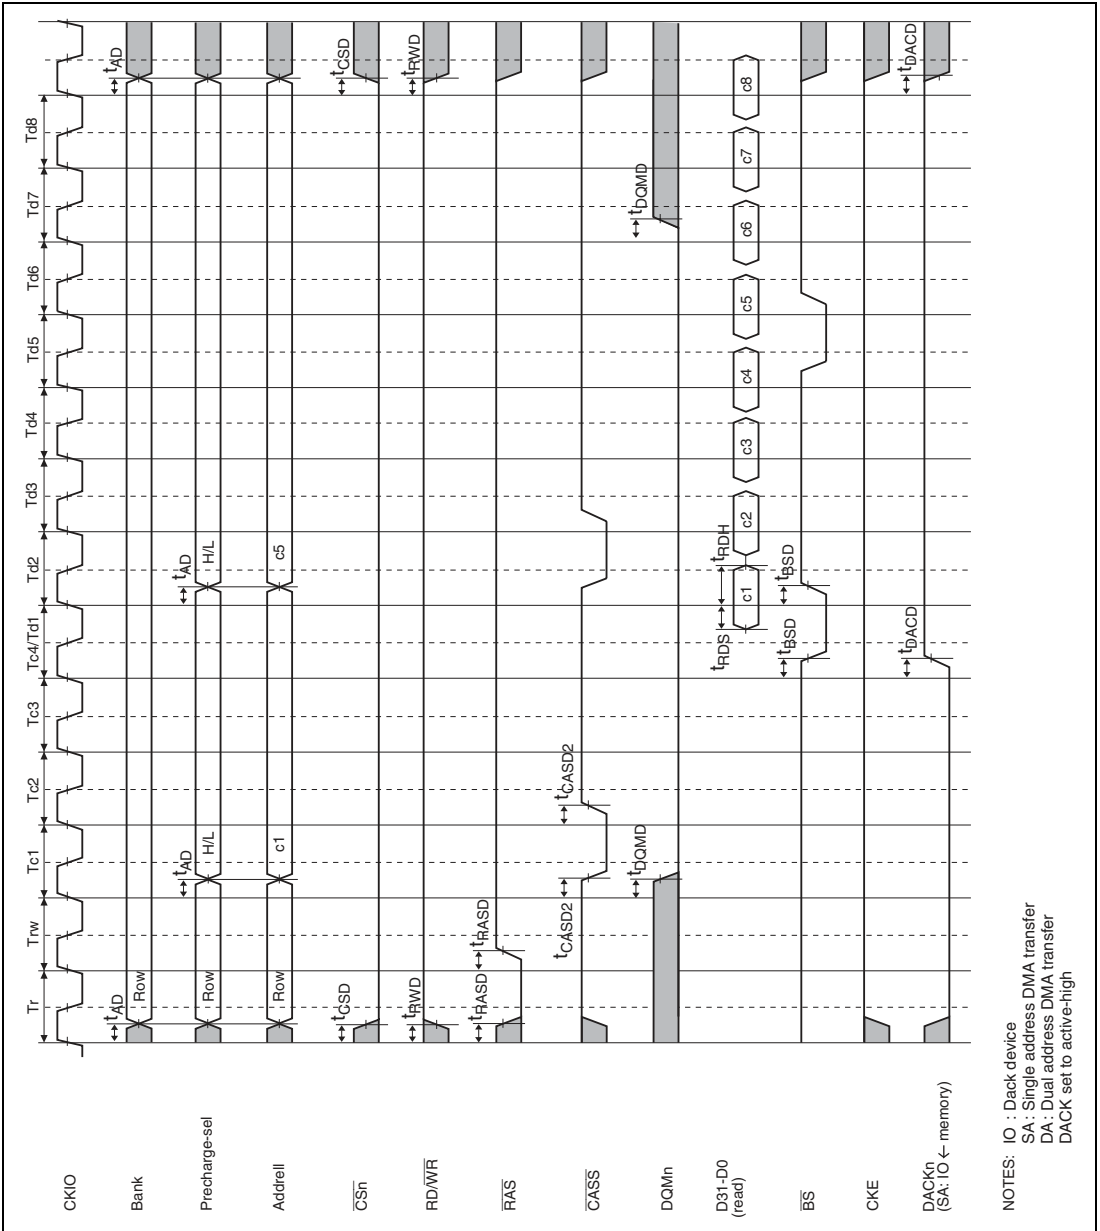 Tr Trw Tc1 Tc2 Tc3 Tc4/Td1 Td2 Td3 Td4 Td5 Td6 Td7 Td8
CKIO
tAD tAD
Bank Row
tAD tAD
Precharge-sel Row H/L H/L
Addrell Row c1 c5
tCSD tCSD
CSn
tRWD tRWD
RD/WR
tRASD tRASD
RAS
tCASD2 tCASD2
CASS
tDQMD tDQMD
DQMn
tRDS tRDH
D31-D0
(read)
c1 c2 c3 c4 c5 c6 c7 c8
tBSD tBSD
BS
CKE
tDACD tDACD
DACKn
(SA: IO ← memory)
NOTES: IO : Dack device
SA : Single address DMA transfer
DA : Dual address DMA transfer
DACK set to active-high